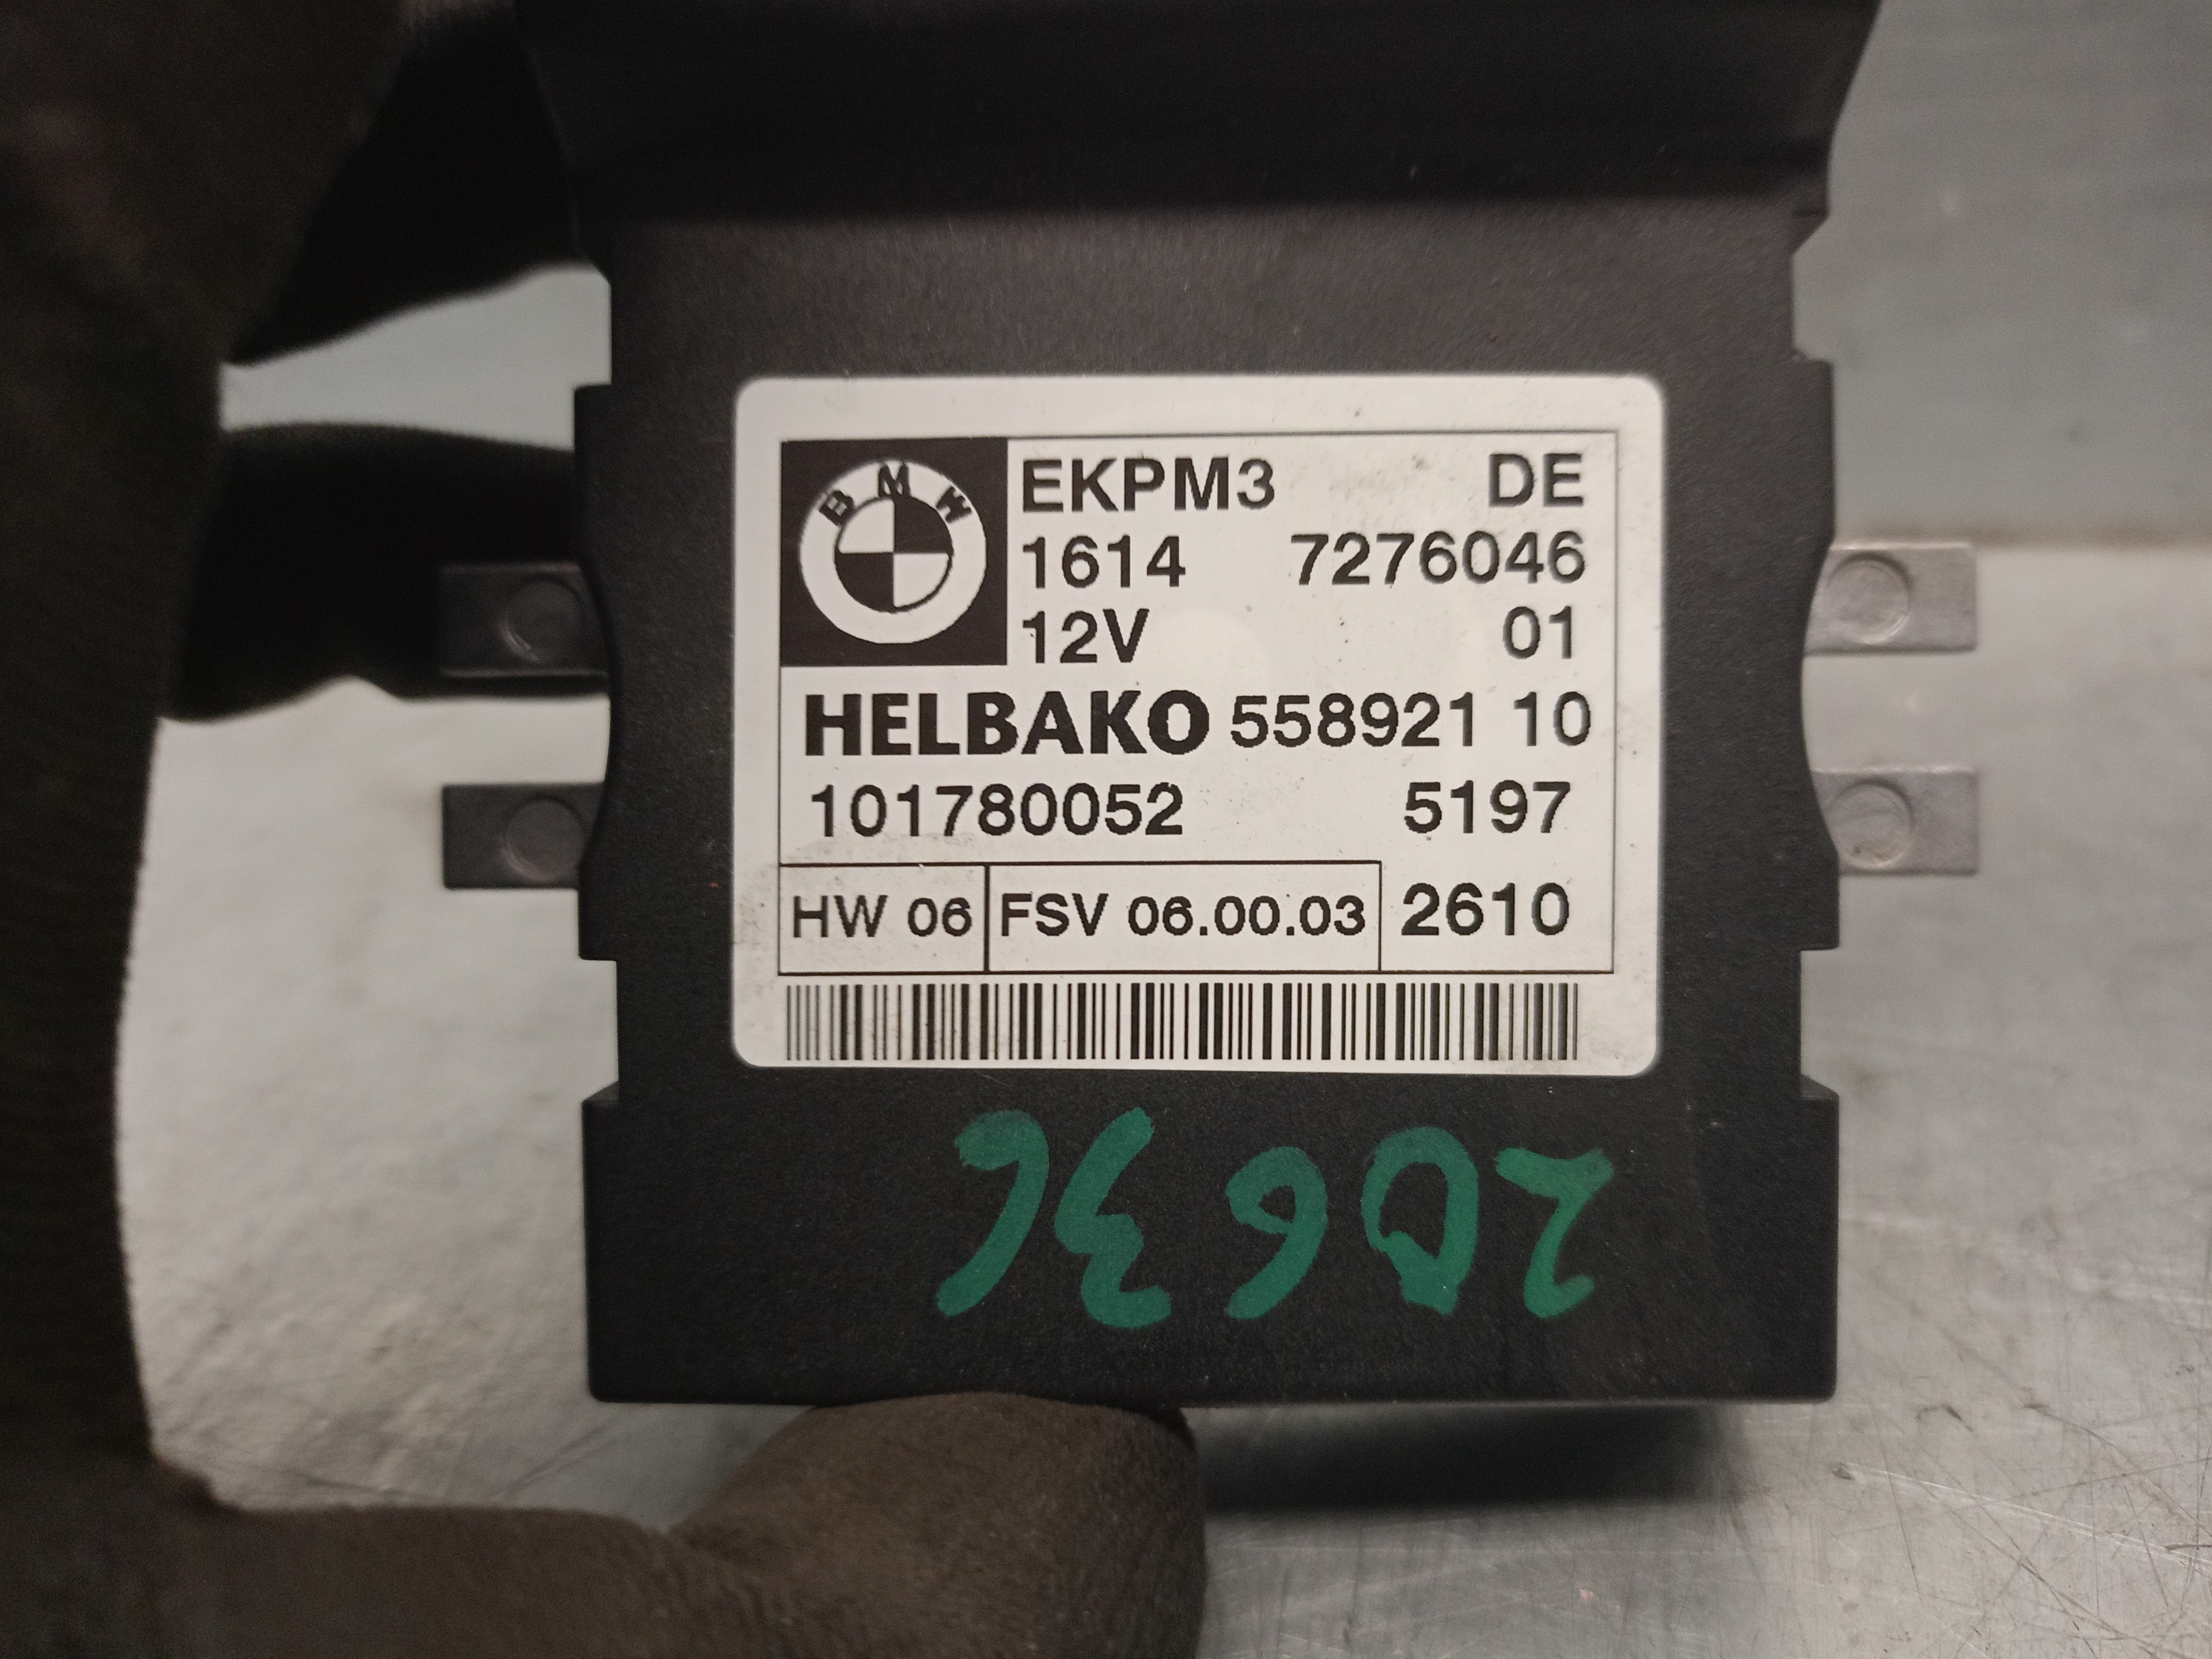 BMW
EKPM3 DE
1614 7276046
12V 01
HELBAKO 558921 10
101780052 5197
HW 06 FSV 06.00.03 2610